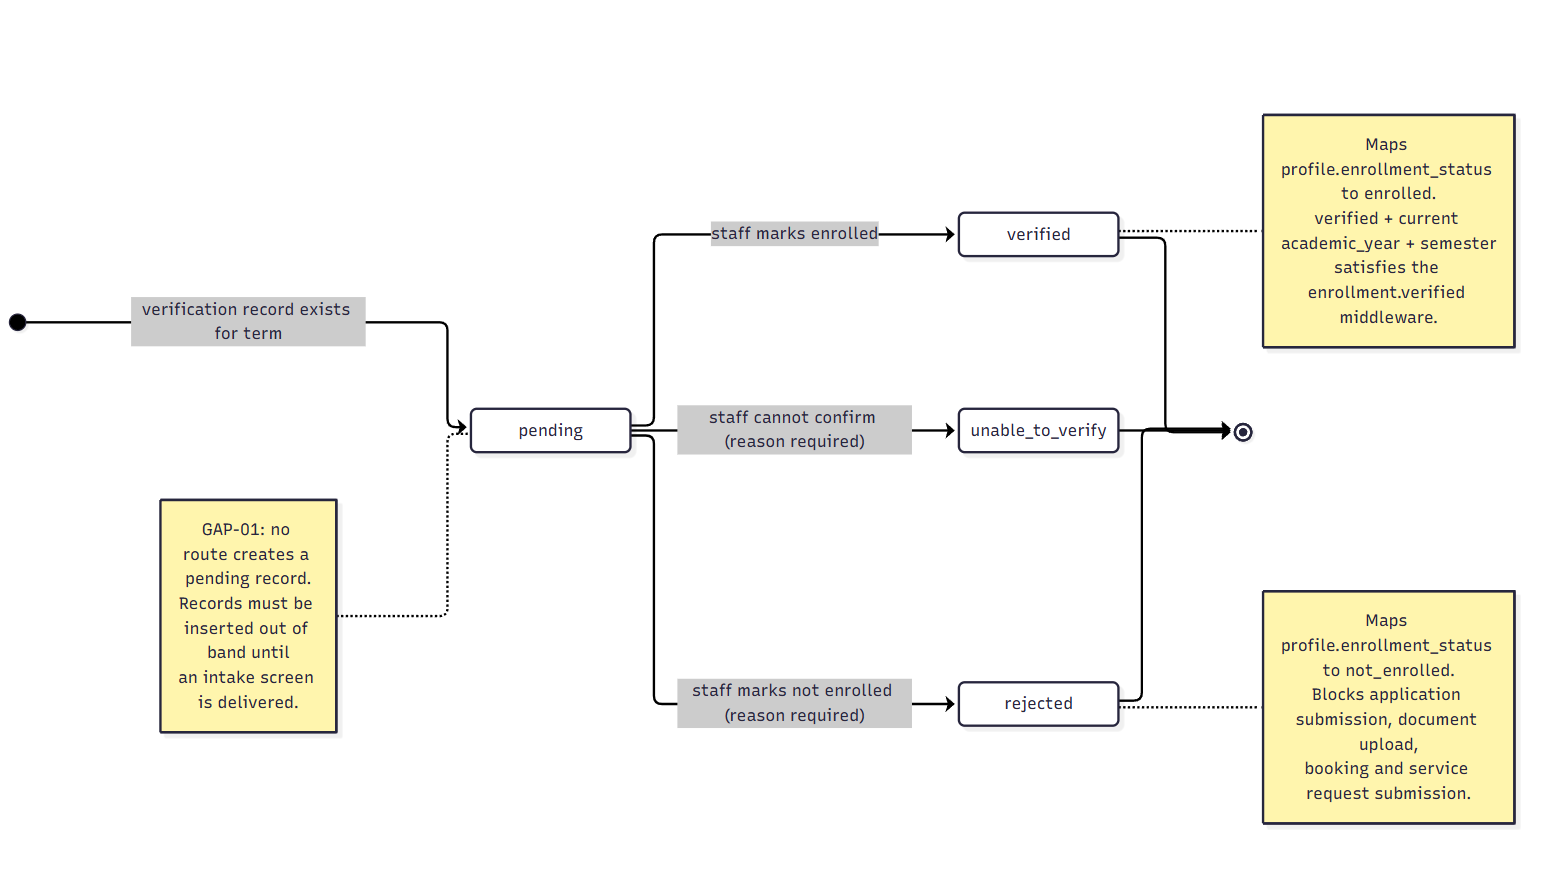 verification record exists
for term
GAP-01: no
route creates a
pending record.
Records must be
inserted out of
band until
an intake screen
is delivered.
pending
staff marks enrolled
staff cannot confirm
(reason required)
staff marks not enrolled
(reason required)
verified
unable_to_verify
rejected
Maps
profile.enrollment_status
to enrolled.
verified + current
academic_year + semester
satisfies the
enrollment.verified
middleware.
Maps
profile.enrollment_status
to not_enrolled.
Blocks application
submission, document
upload,
booking and service
request submission.